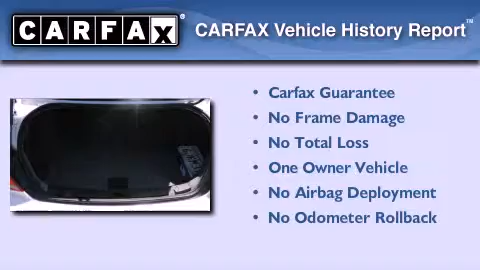 CARFAX® CARFAX Vehicle History Report™
• Carfax Guarantee
• No Frame Damage
• No Total Loss
• One Owner Vehicle
• No Airbag Deployment
• No Odometer Rollback